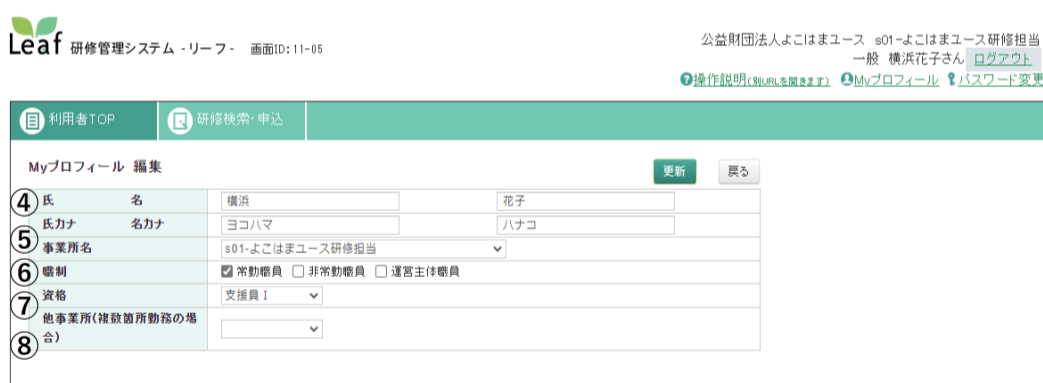 Leaf 研修管理システム -リーフ- 画面ID:11-05
公益財団法人よこはまユース s01-よこはまユース研修担当
一般 横浜花子さん ログアウト
操作説明(別URLを開きます) Myプロフィール パスワード変更
利用者TOP 研修検索・申込
Myプロフィール 編集 更新 戻る
④ 氏 名 横浜 花子
氏カナ 名カナ ヨコハマ ハナコ
⑤ 事業所名 s01-よこはまユース研修担当
⑥ 職制 常勤職員 非常勤職員 運営主体職員
⑦ 資格 支援員Ⅰ
⑧ 他事業所(複数箇所勤務の場
合)